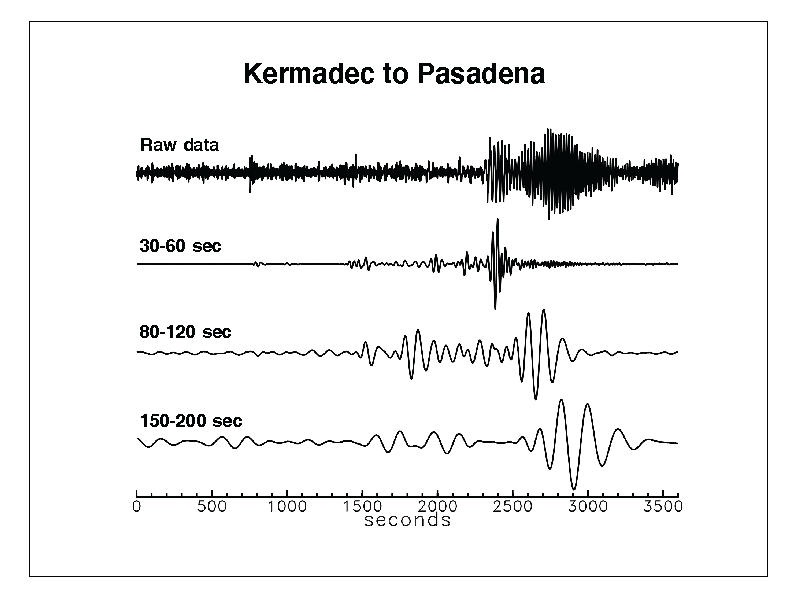 Kermadec to Pasadena
Raw data
30-60 sec
80-120 sec
150-200 sec
0 500 1000 1500 2000 2500 3000 3500
seconds